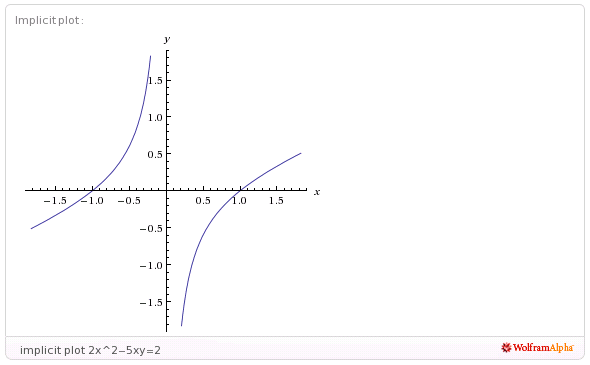 Implicit plot:
y
1.5
1.0
0.5
−1.5 −1.0 −0.5 0.5 1.0 1.5 x
−0.5
−1.0
−1.5
implicit plot 2x^2−5xy=2 WolframAlpha